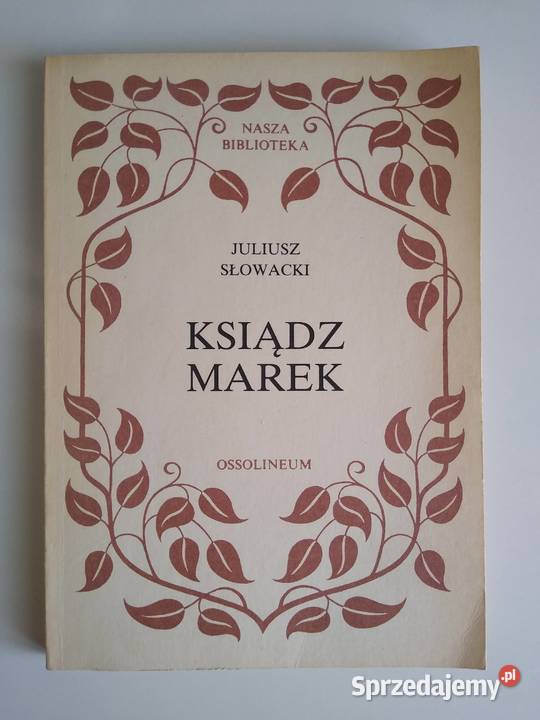 NASZA
BIBLIOTEKA
JULIUSZ
SŁOWACKI
KSIĄDZ
MAREK
OSSOLINEUM
Sprzedajemy.pl